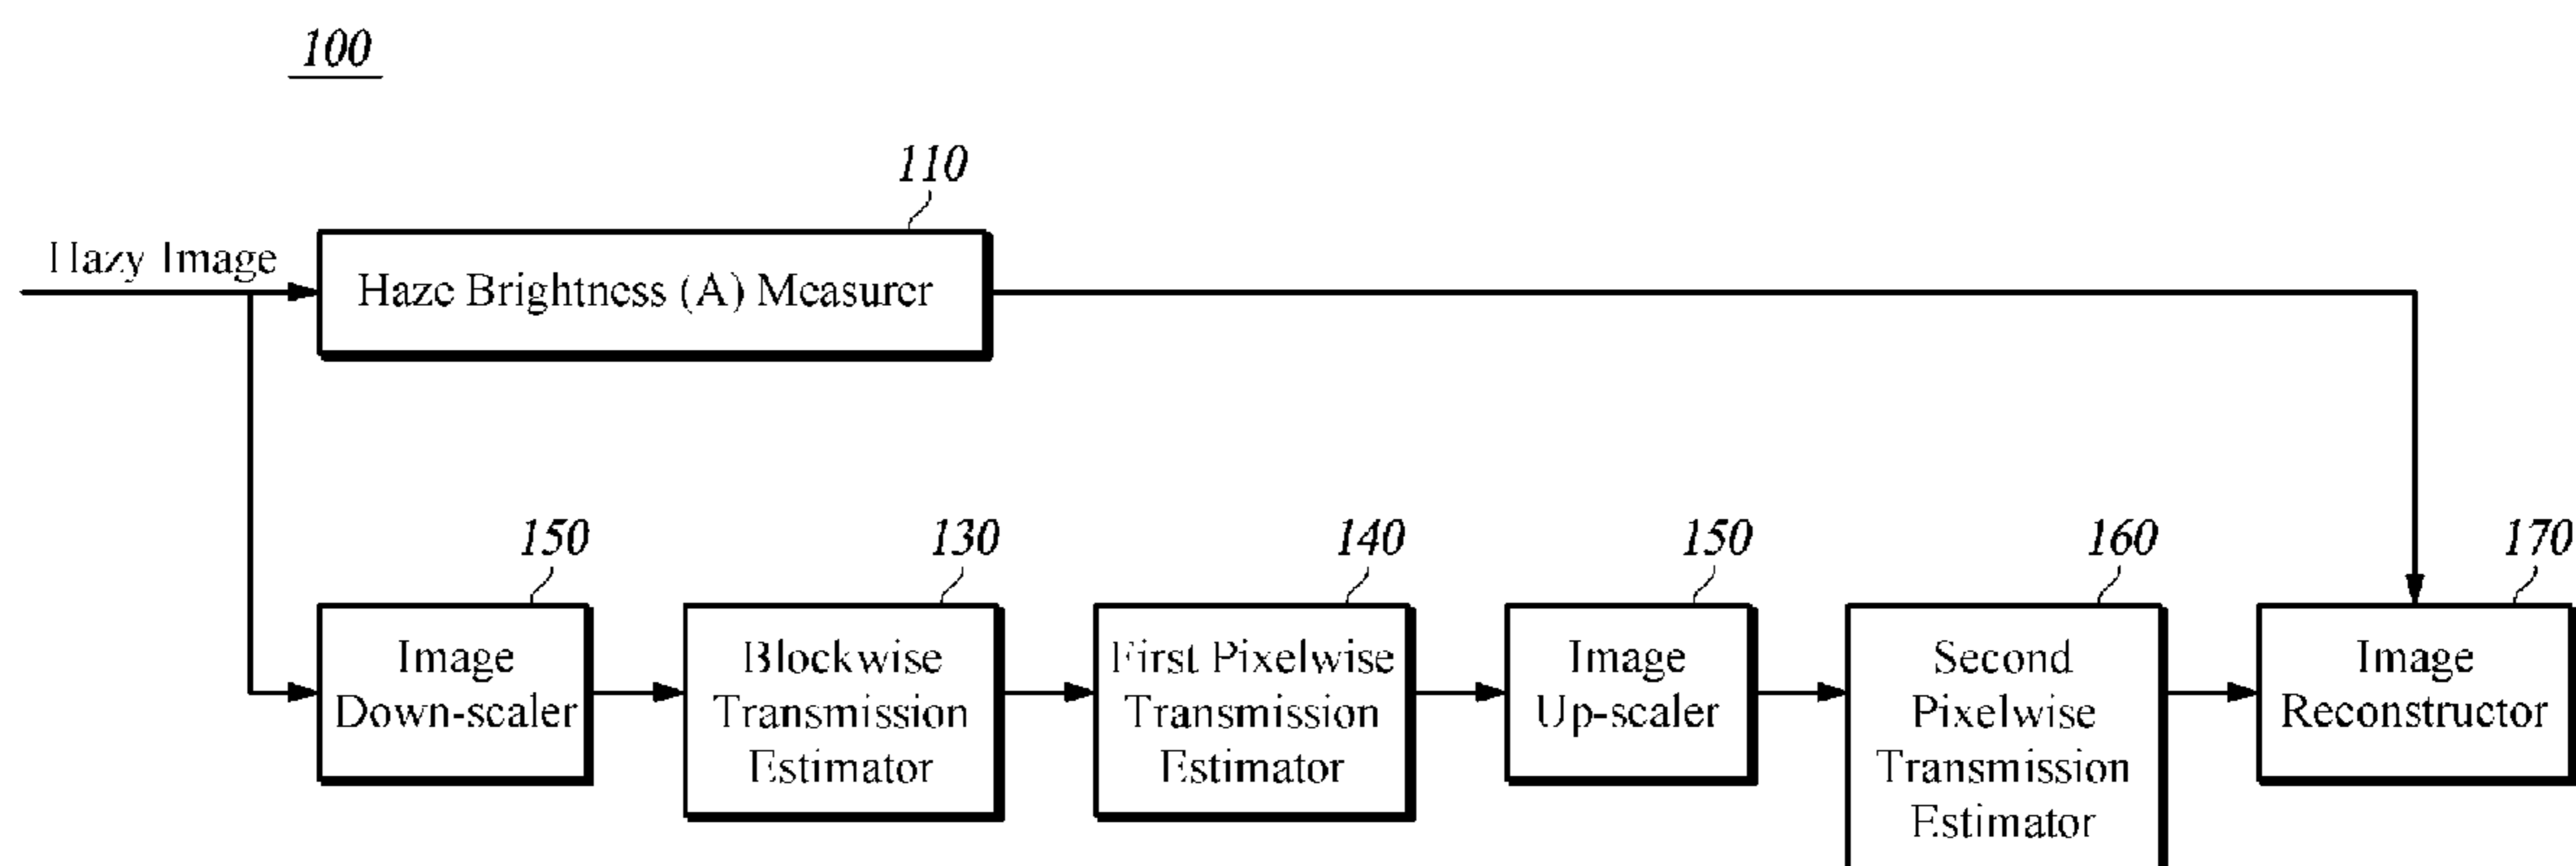 100
110
Hazy Image
Haze Brightness (A) Measurer
150
130
140
150
160
170
Image
Down-scaler
Blockwise
Transmission
Estimator
First Pixelwise
Transmission
Estimator
Image
Up-scaler
Second
Pixelwise
Transmission
Estimator
Image
Reconstructor